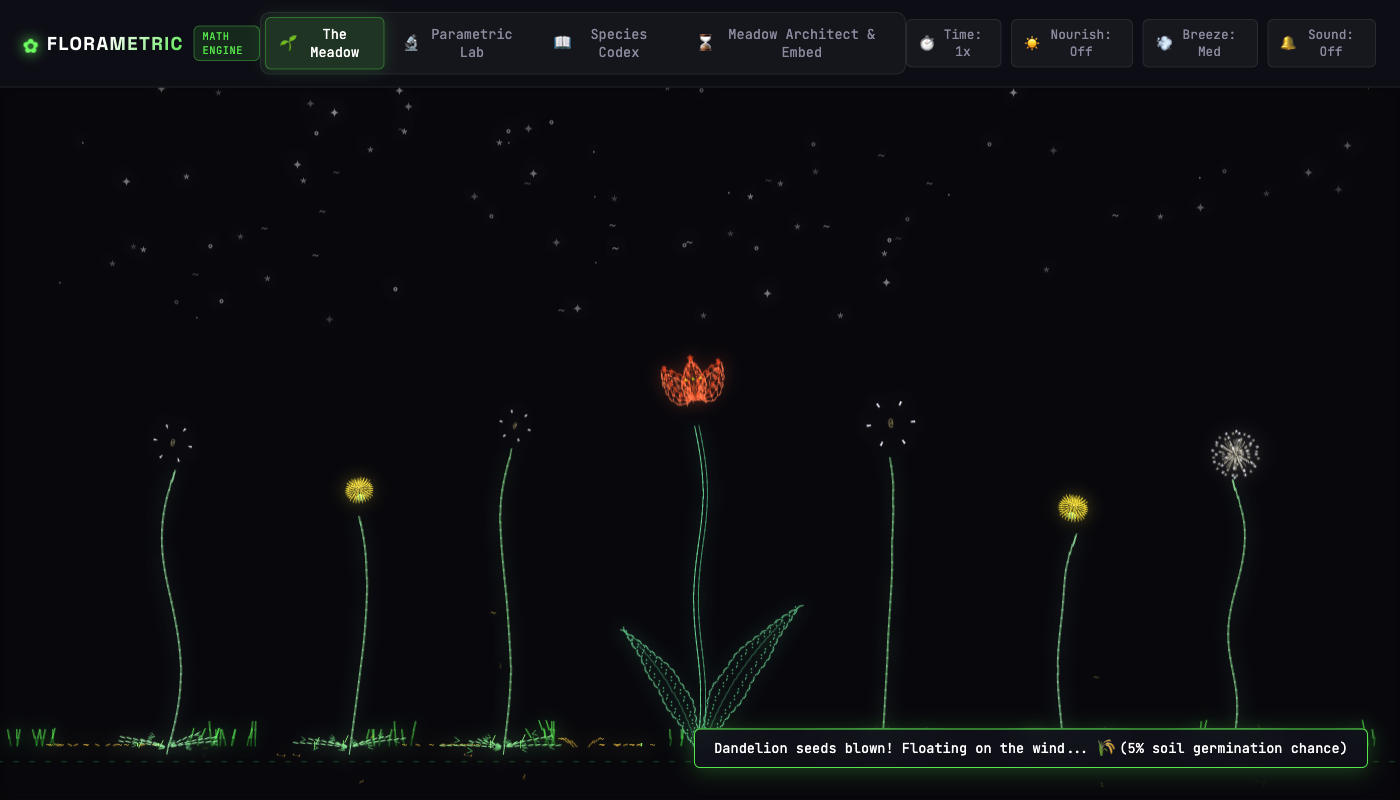 FLORAMETRIC
MATH
ENGINE
The
Meadow
Parametric
Lab
Species
Codex
Meadow Architect &
Embed
Time:
1x
Nourish:
Off
Breeze:
Med
Sound:
Off
Dandelion seeds blown! Floating on the wind... 🌾 (5% soil germination chance)